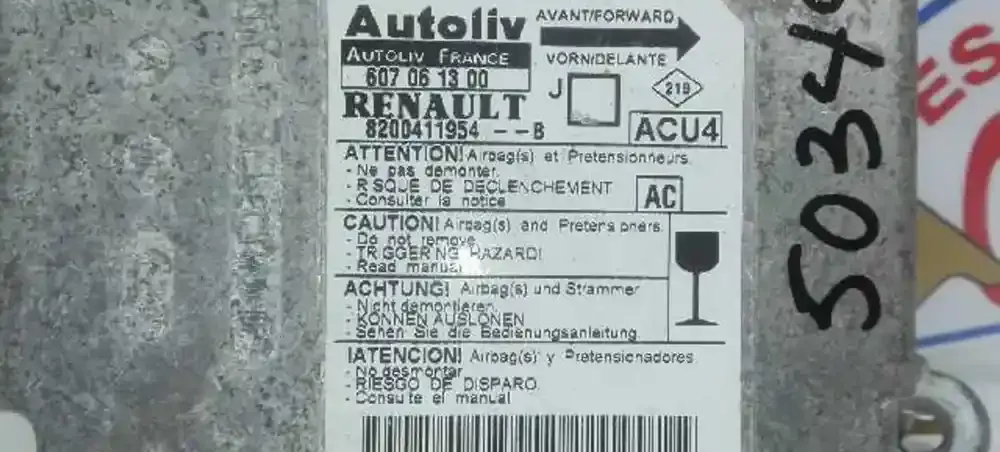 Autoliv
AVANT/FORWARD
AUTOLIV FRANCE
VORN/DELANTE
607 06 13 00
J
219
RENAULT
8200411954 --B
ACU4
ATTENTION! Airbag(s) et Pretensionneurs.
- Ne pas demonter.
- RISQUE DE DECLENCHEMENT
- Consulter la notice
AC
CAUTION! Airbag(s) and Pretensioners.
- Do not remove
- TRIGGERING HAZARD!
- Read manual
ACHTUNG! Airbag(s) und Strammer
- Nicht demontieren.
- KONNEN AUSLONEN
- Sehen Sie die Bedienungsanleitung.
!ATENCION! Airbag(s) y Pretensionadores.
- No desmontar
- RIESGO DE DISPARO.
- Consulte el manual
5034
ES